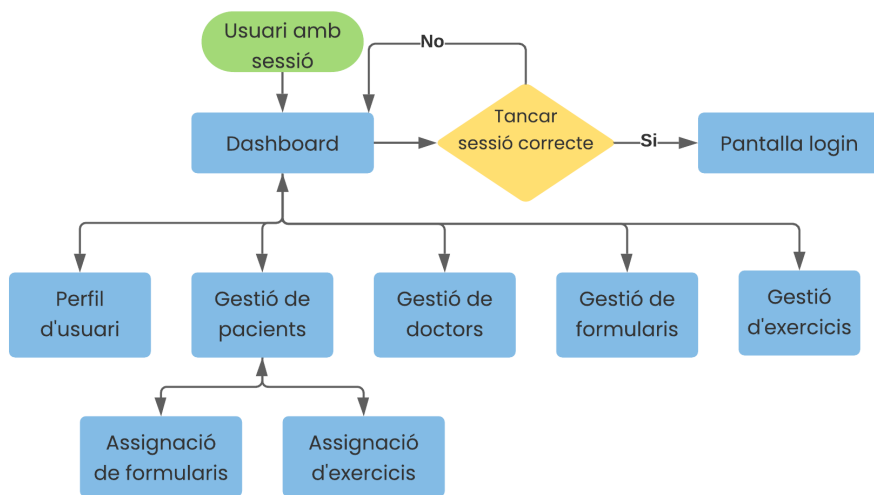 Usuari amb
sessió
No
Dashboard
Tancar
sessió correcte
Si
Pantalla login
Perfil
d'usuari
Gestió de
pacients
Gestió de
doctors
Gestió de
formularis
Gestió
d'exercicis
Assignació
de formularis
Assignació
d'exercicis